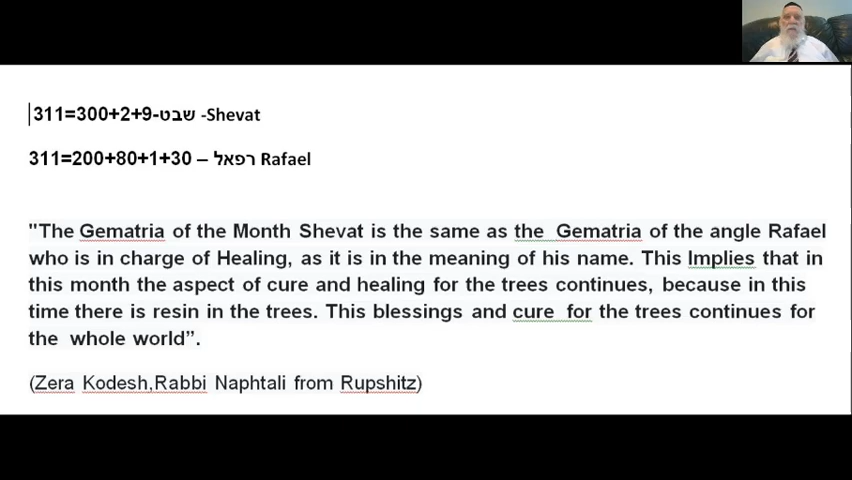 311=300+2+9-שבט -Shevat
311=200+80+1+30 – רפאל Rafael
"The Gematria of the Month Shevat is the same as the Gematria of the angle Rafael
who is in charge of Healing, as it is in the meaning of his name. This Implies that in
this month the aspect of cure and healing for the trees continues, because in this
time there is resin in the trees. This blessings and cure for the trees continues for
the whole world”.
(Zera Kodesh,Rabbi Naphtali from Rupshitz)